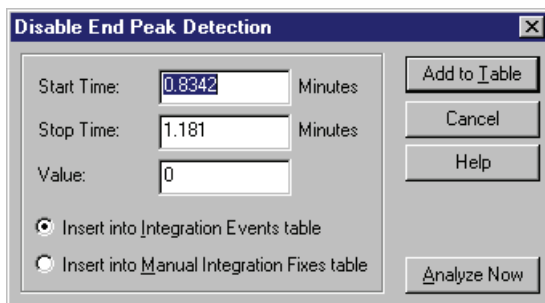 Disable End Peak Detection
Start Time: 0.8342 Minutes
Stop Time: 1.181 Minutes
Value: 0
Insert into Integration Events table
Insert into Manual Integration Fixes table
Add to Table
Cancel
Help
Analyze Now